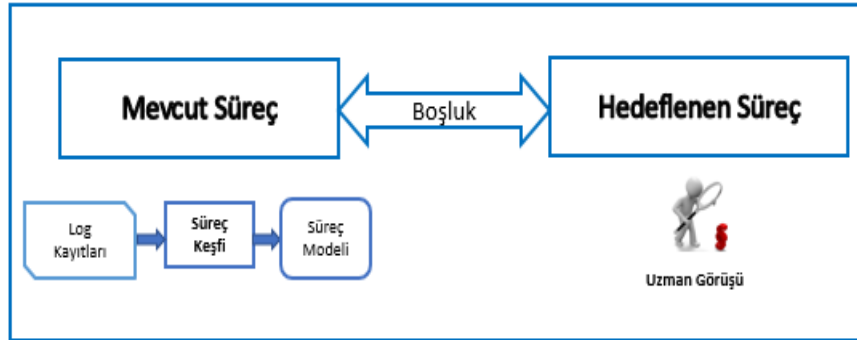 Mevcut Süreç
Boşluk
Hedeflenen Süreç
Log
Kayıtları
Süreç
Keşfi
Süreç
Modeli
Uzman Görüşü